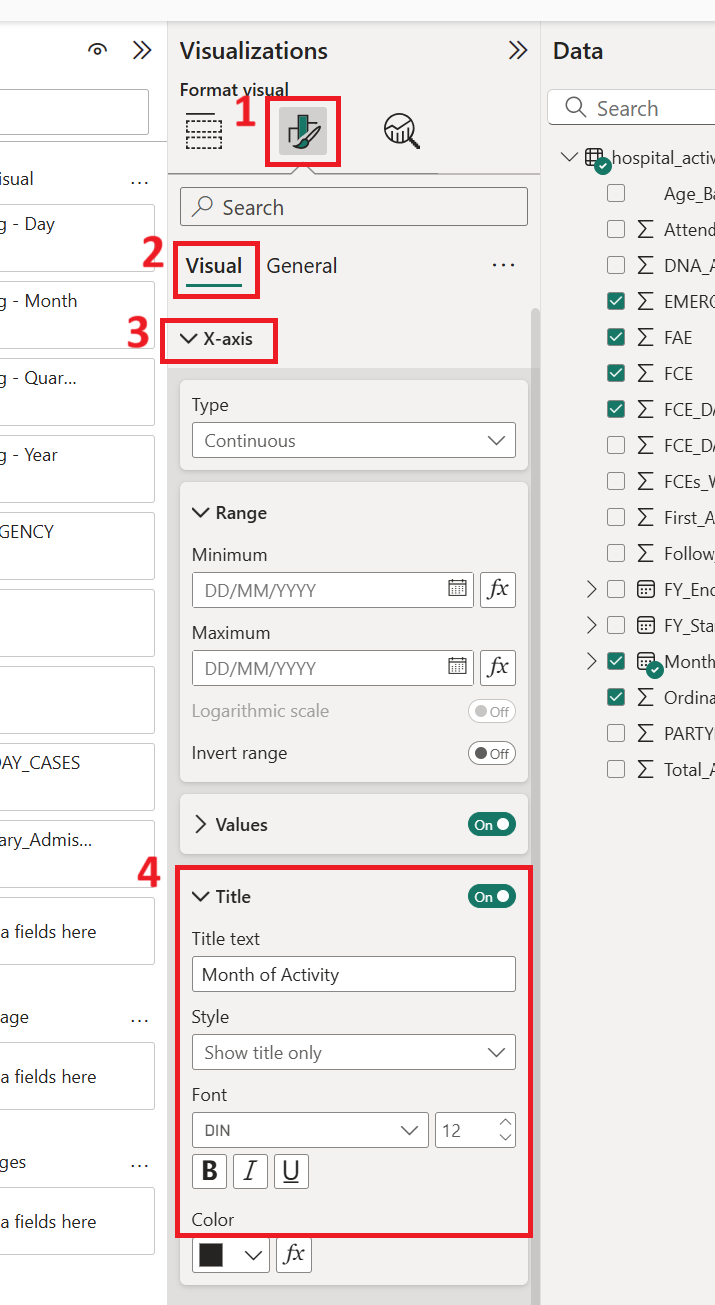 Visualizations
Data
Format visual
1
Search
Search
2
Visual
General
3
X-axis
Type
Continuous
Range
Minimum
DD/MM/YYYY
fx
Maximum
DD/MM/YYYY
fx
Logarithmic scale
Off
Invert range
Off
Values
On
4
Title
On
Title text
Month of Activity
Style
Show title only
Font
DIN
12
B
I
U
Color
fx
isual
g - Day
g - Month
g - Quar...
g - Year
GENCY
AY_CASES
ary_Admis...
a fields here
age
a fields here
ges
a fields here
hospital_activ
Age_Ba
Attend
DNA_A
EMERG
FAE
FCE
FCE_DA
FCE_DA
FCEs_W
First_A
Follow_
FY_End
FY_Sta
Month
Ordina
PARTY
Total_A